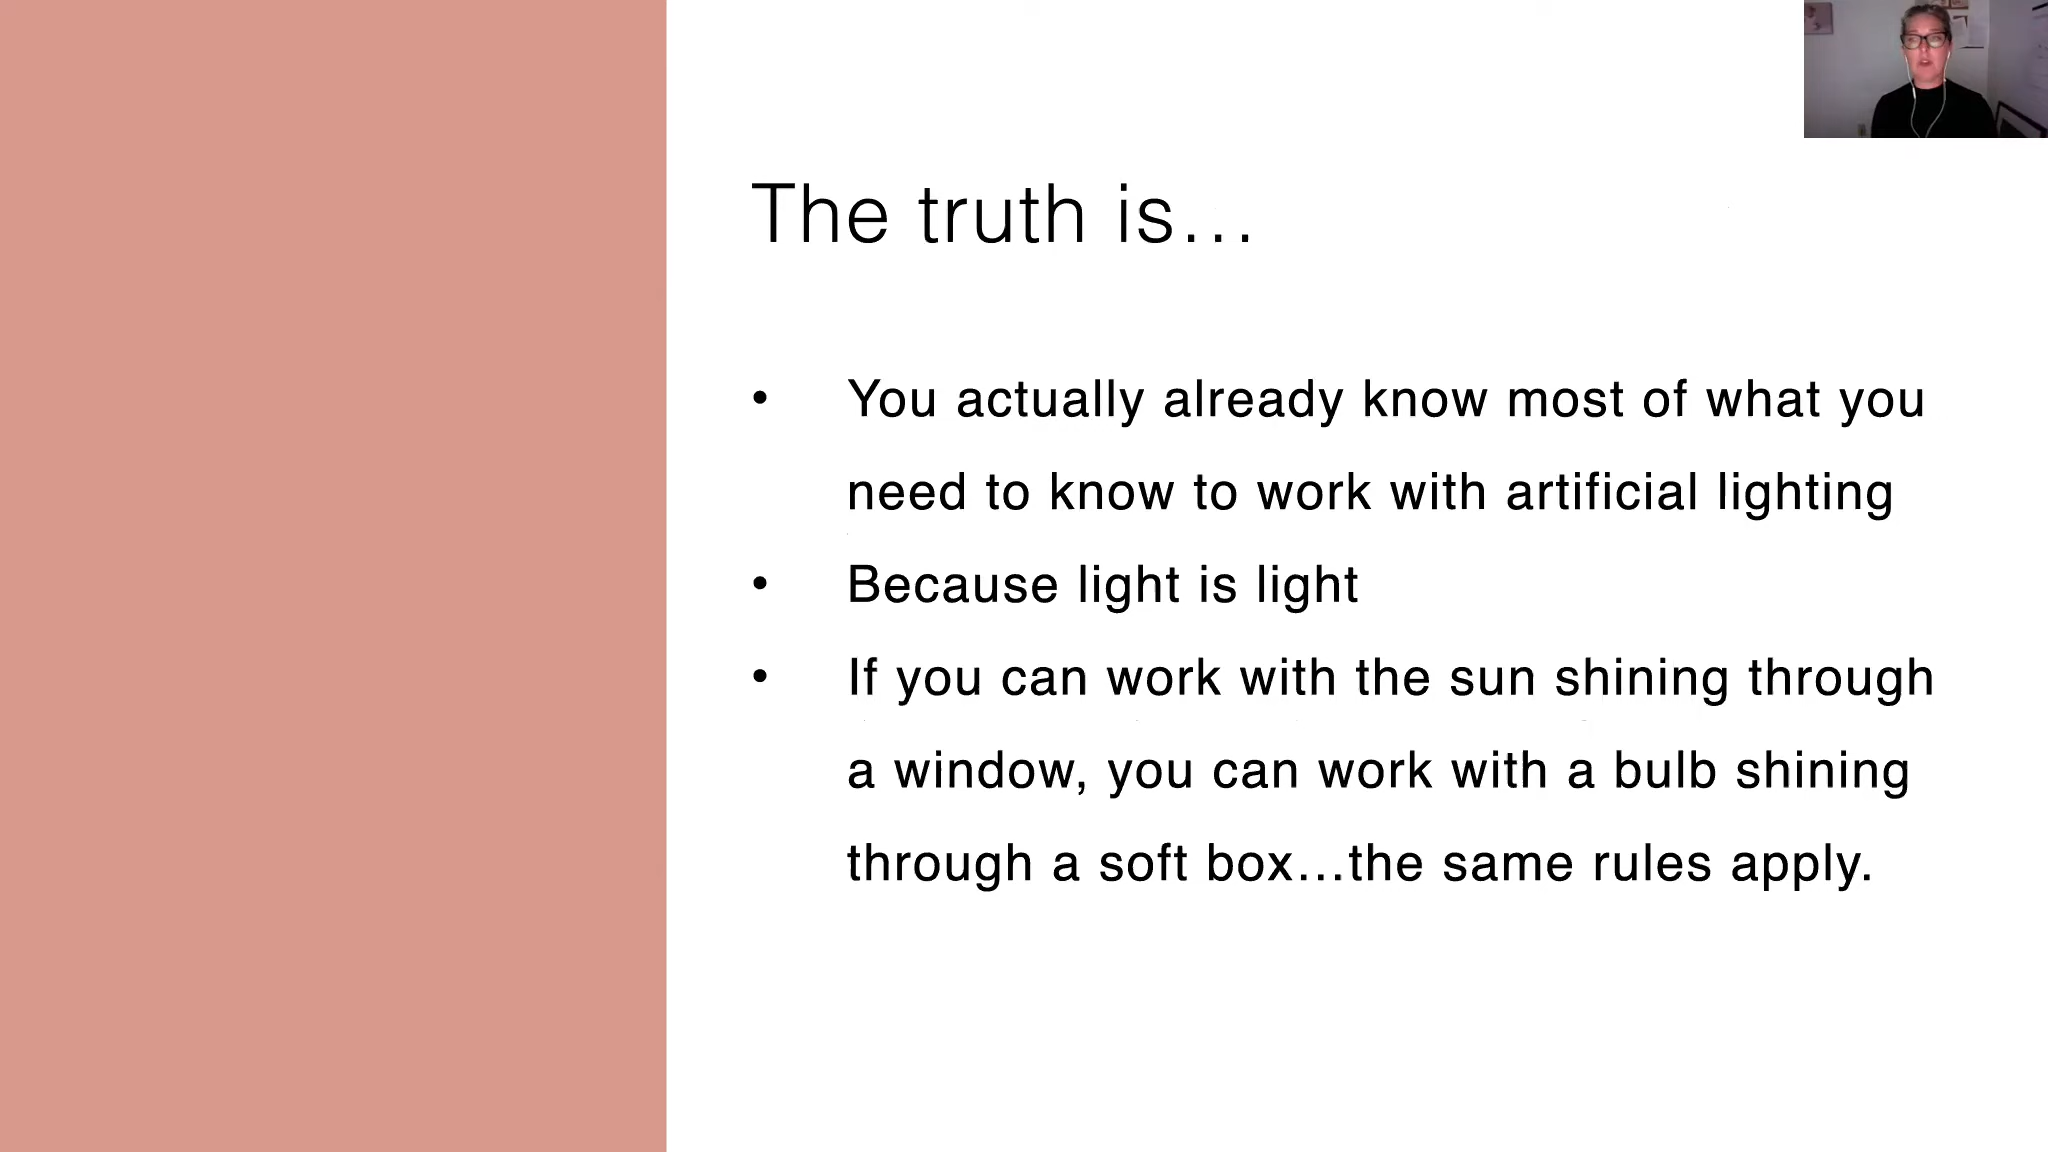 The truth is...
• You actually already know most of what you
need to know to work with artificial lighting
• Because light is light
• If you can work with the sun shining through
a window, you can work with a bulb shining
through a soft box...the same rules apply.